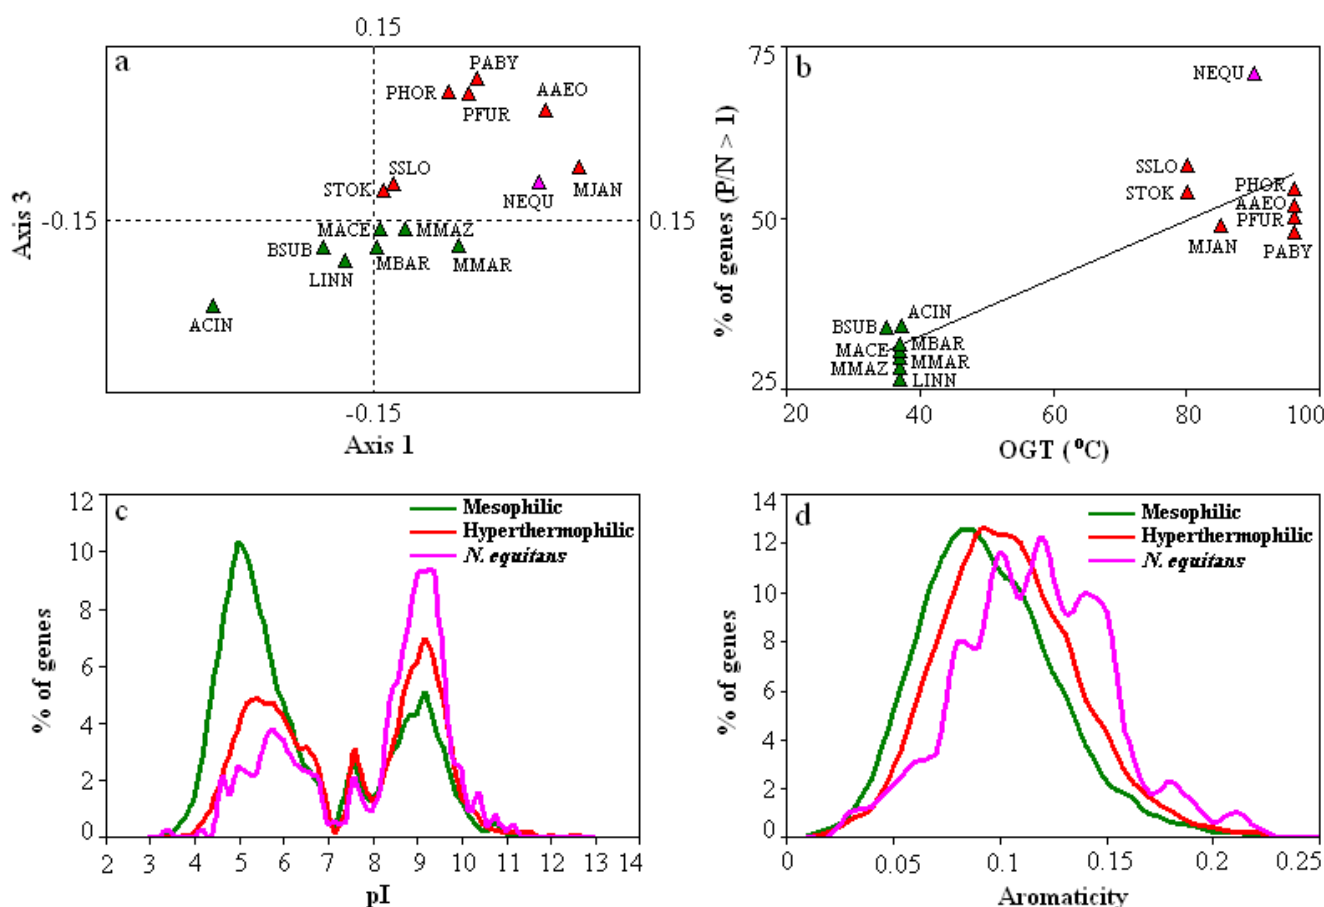 0.15
a
PABY
PHOR
AAEO
PFUR
SSLO
STOK
NEQU
MJAN
Axis 3
-0.15
0.15
MACE
MMAZ
BSUB
MBAR
MMAR
LINN
ACIN
-0.15
Axis 1
75
b
NEQU
% of genes (P/N > 1)
SSLO
STOK
PHOR
AAEO
PFUR
MJAN
PABY
50
ACIN
BSUB
MBAR
MACE
MMAR
MMAZ
LINN
25
20 40 60 80 100
OGT (°C)
12
c
Mesophilic
Hyperthermophilic
N. equitans
10
8
6
4
2
0
% of genes
2 3 4 5 6 7 8 9 10 11 12 13 14
pI
14
d
Mesophilic
Hyperthermophilic
N. equitans
12
10
8
6
4
2
0
% of genes
0 0.05 0.1 0.15 0.2 0.25
Aromaticity